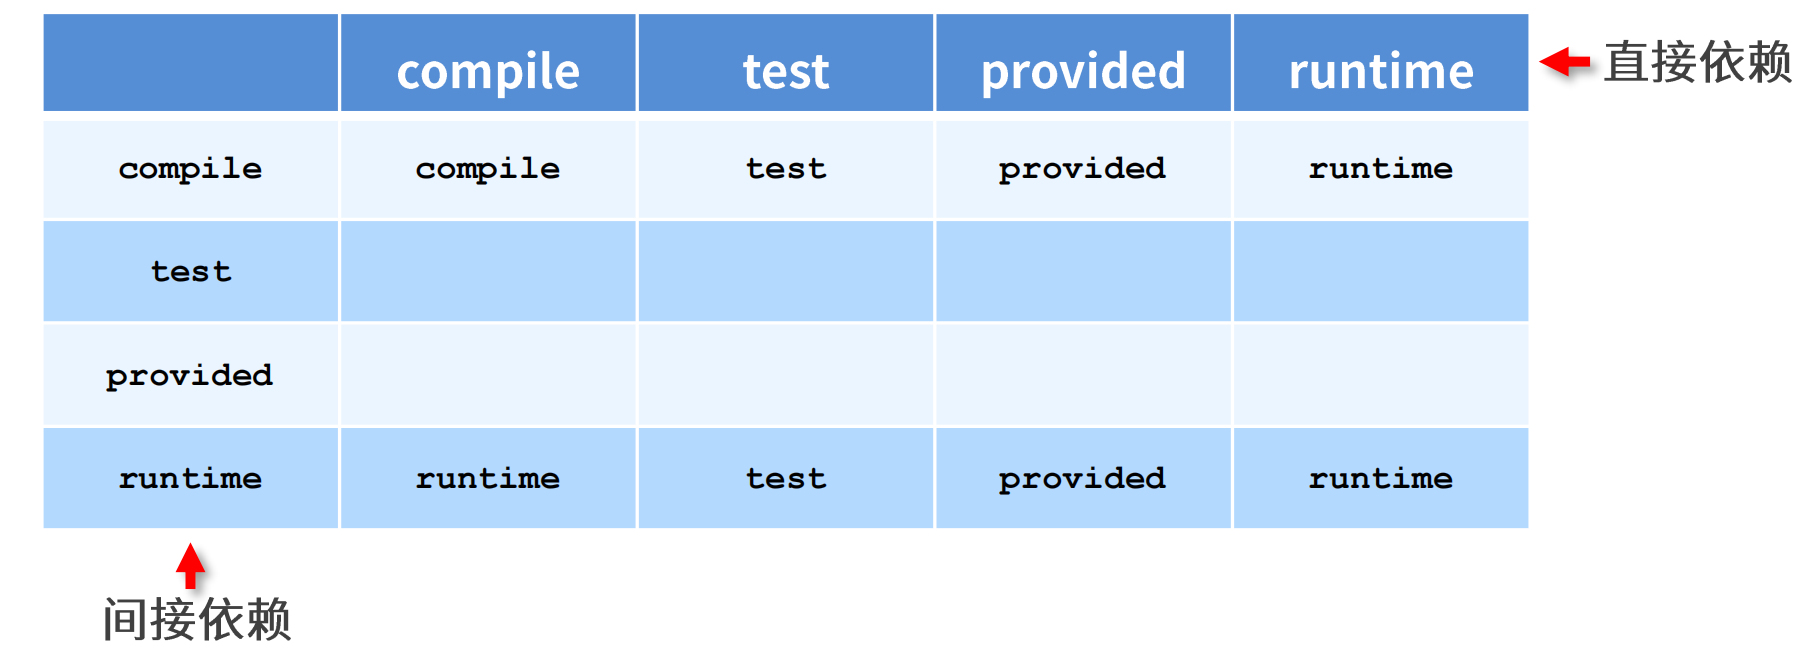 compile test provided runtime 直接依赖
compile compile test provided runtime
test
provided
runtime runtime test provided runtime
间接依赖